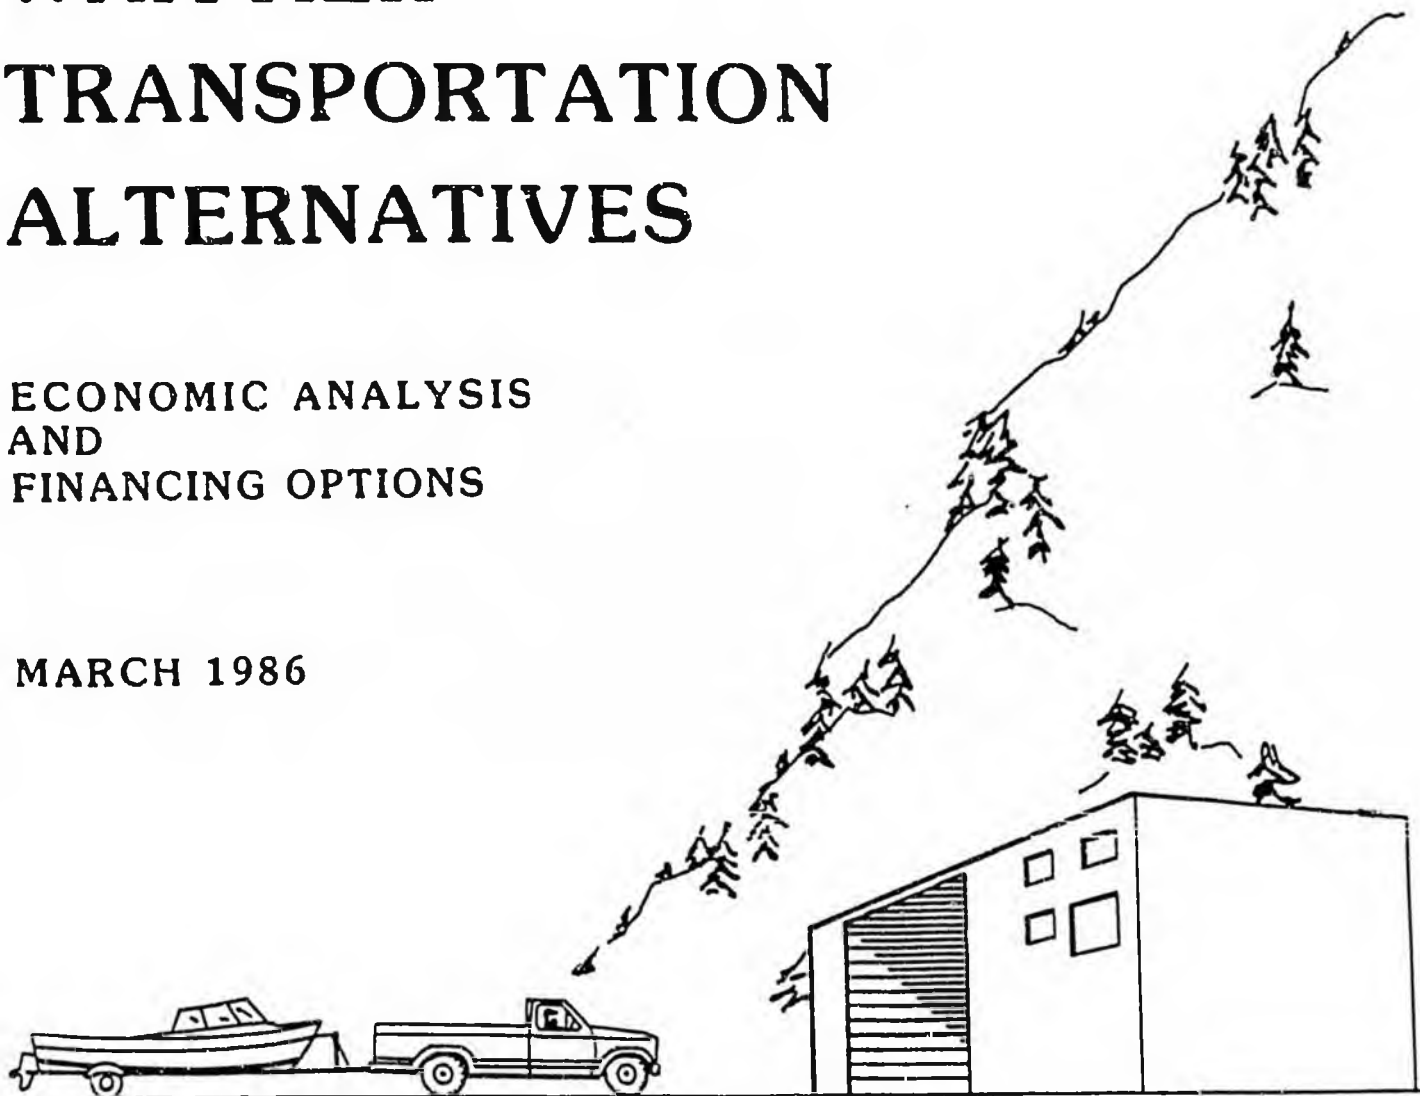 TRANSPORTATION
ALTERNATIVES
ECONOMIC ANALYSIS
AND
FINANCING OPTIONS
MARCH 1986